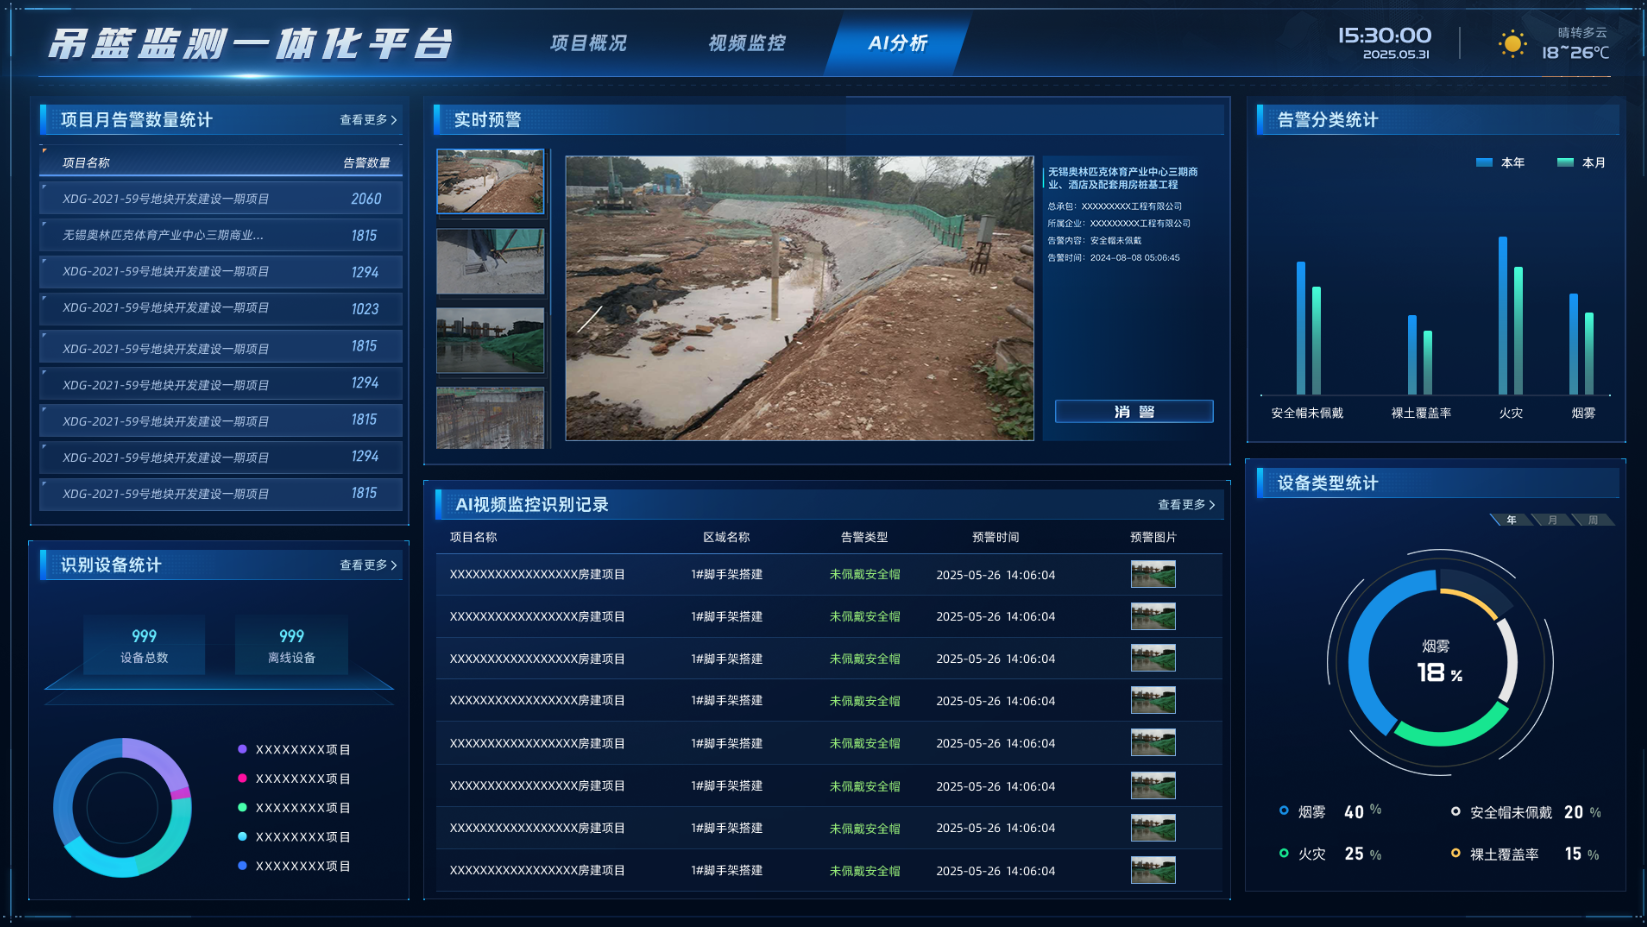 吊篮监测一体化平台
项目概况
视频监控
AI分析
15:30:00
2025.05.31
晴转多云
18~26℃
项目月告警数量统计
查看更多
项目名称 告警数量
XDG-2021-59号地块开发建设一期项目 2060
无锡奥林匹克体育产业中心三期商业... 1815
XDG-2021-59号地块开发建设一期项目 1294
XDG-2021-59号地块开发建设一期项目 1023
XDG-2021-59号地块开发建设一期项目 1815
XDG-2021-59号地块开发建设一期项目 1294
XDG-2021-59号地块开发建设一期项目 1815
XDG-2021-59号地块开发建设一期项目 1294
XDG-2021-59号地块开发建设一期项目 1815
识别设备统计
查看更多
999
设备总数
999
离线设备
XXXXXXXX项目
XXXXXXXX项目
XXXXXXXX项目
XXXXXXXX项目
XXXXXXXX项目
实时预警
无锡奥林匹克体育产业中心三期商
业、酒店及配套用房桩基工程
总承包：XXXXXXXXX工程有限公司
所属企业：XXXXXXXXX工程有限公司
告警内容：安全帽未佩戴
告警时间：2024-08-08 05:06:45
消 警
AI视频监控识别记录
查看更多
项目名称 区域名称 告警类型 预警时间 预警图片
XXXXXXXXXXXXXXXXX房建项目 1#脚手架搭建 未佩戴安全帽 2025-05-26 14:06:04
XXXXXXXXXXXXXXXXX房建项目 1#脚手架搭建 未佩戴安全帽 2025-05-26 14:06:04
XXXXXXXXXXXXXXXXX房建项目 1#脚手架搭建 未佩戴安全帽 2025-05-26 14:06:04
XXXXXXXXXXXXXXXXX房建项目 1#脚手架搭建 未佩戴安全帽 2025-05-26 14:06:04
XXXXXXXXXXXXXXXXX房建项目 1#脚手架搭建 未佩戴安全帽 2025-05-26 14:06:04
XXXXXXXXXXXXXXXXX房建项目 1#脚手架搭建 未佩戴安全帽 2025-05-26 14:06:04
XXXXXXXXXXXXXXXXX房建项目 1#脚手架搭建 未佩戴安全帽 2025-05-26 14:06:04
XXXXXXXXXXXXXXXXX房建项目 1#脚手架搭建 未佩戴安全帽 2025-05-26 14:06:04
告警分类统计
本年 本月
安全帽未佩戴 裸土覆盖率 火灾 烟雾
设备类型统计
年 月 周
烟雾
18 %
烟雾 40 % 安全帽未佩戴 20 %
火灾 25 % 裸土覆盖率 15 %